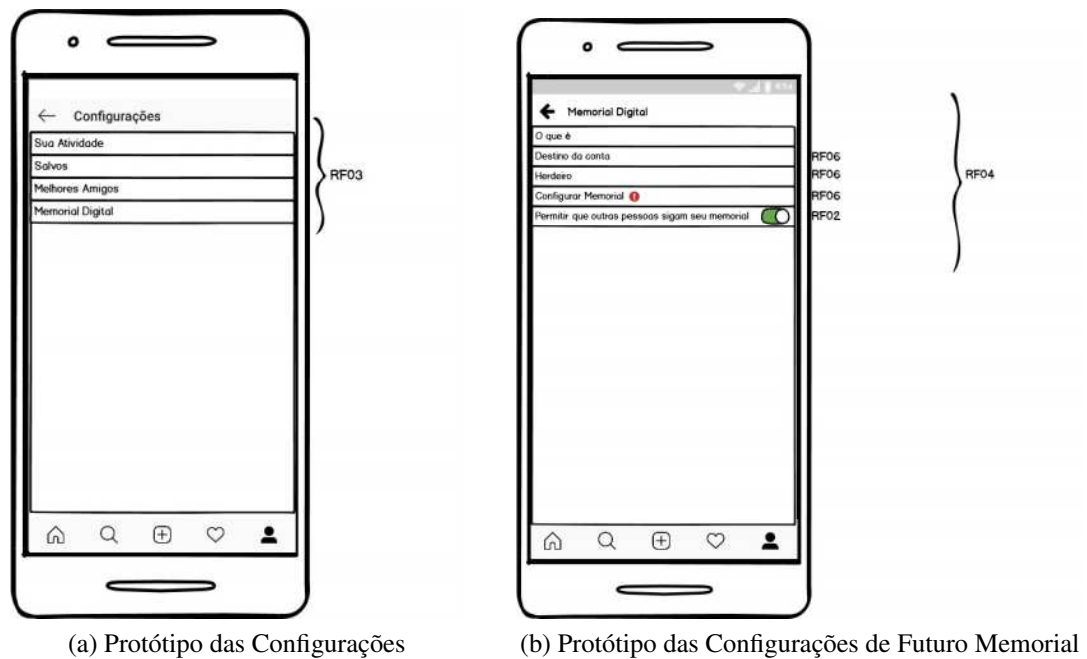 Configurações
Sua Atividade
Salvos
Melhores Amigos
Memorial Digital
RF03
Memorial Digital
O que é
Destino da conta
RF06
Herdeiro
RF06
Configurar Memorial
RF06
Permitir que outras pessoas sigam seu memorial
RF02
RF04
(a) Protótipo das Configurações
(b) Protótipo das Configurações de Futuro Memorial